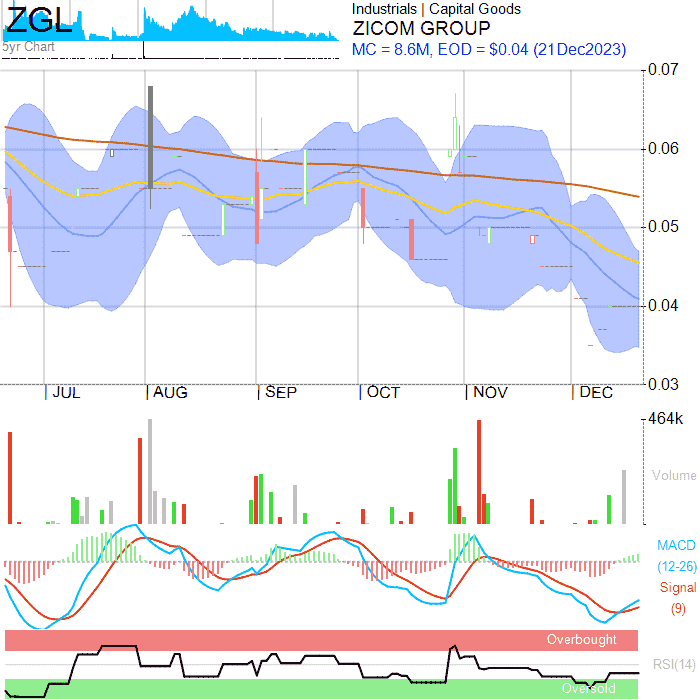 ZGL
5yr Chart
Industrials | Capital Goods
ZICOM GROUP
MC = 8.6M, EOD = $0.04 (21Dec2023)
0.07
0.06
0.05
0.04
0.03
JUL
AUG
SEP
OCT
NOV
DEC
464k
Volume
MACD
(12-26)
Signal
(9)
Overbought
RSI(14)
Oversold